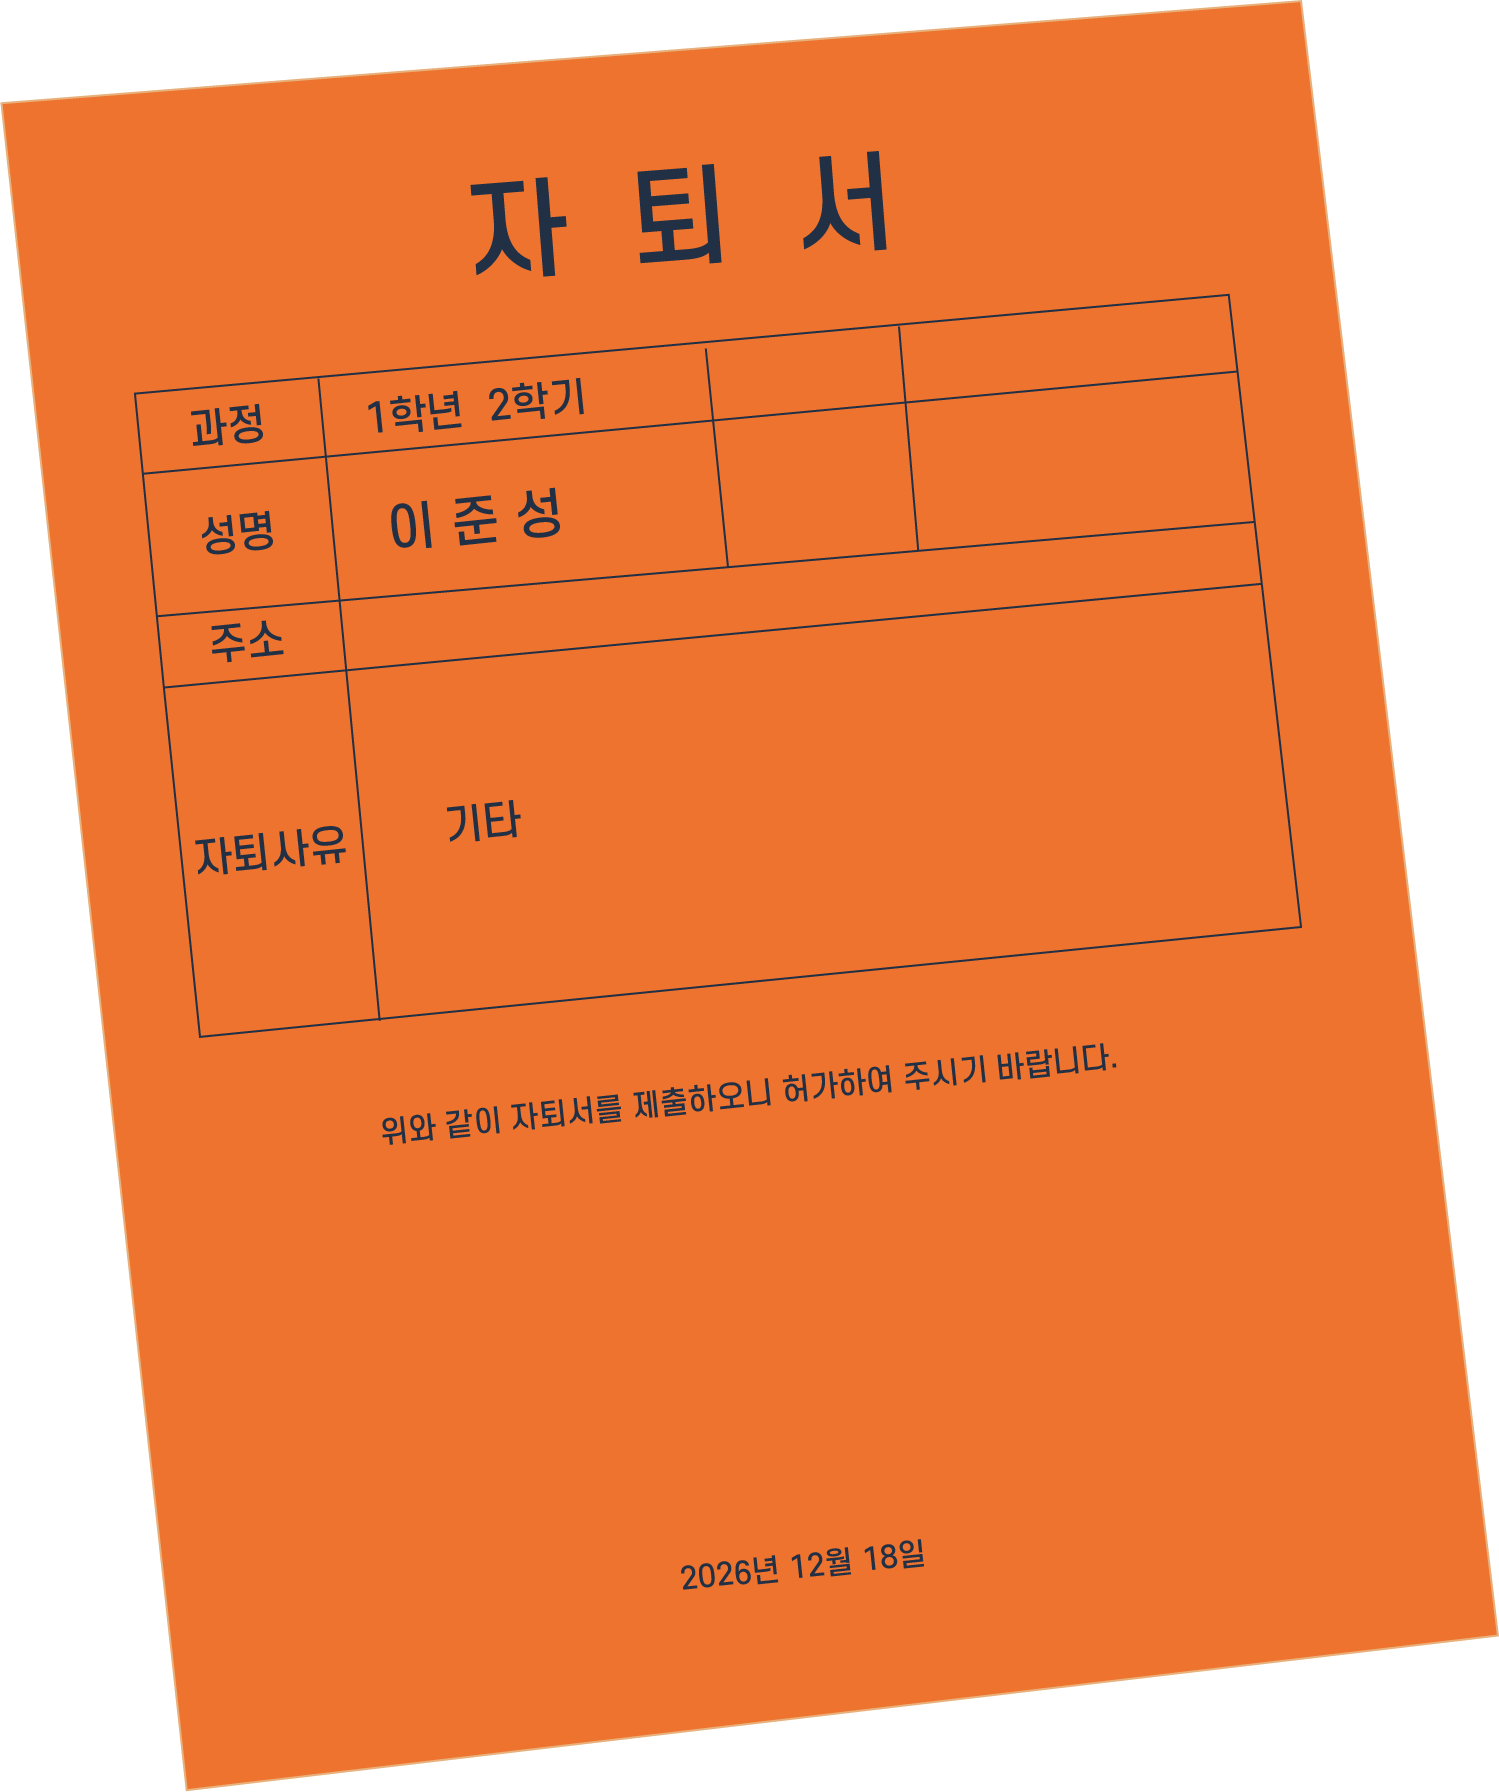 자 퇴 서
과정 1학년 2학기
성명 이 준 성
주소
자퇴사유 기타
위와 같이 자퇴서를 제출하오니 허가하여 주시기 바랍니다.
2026년 12월 18일